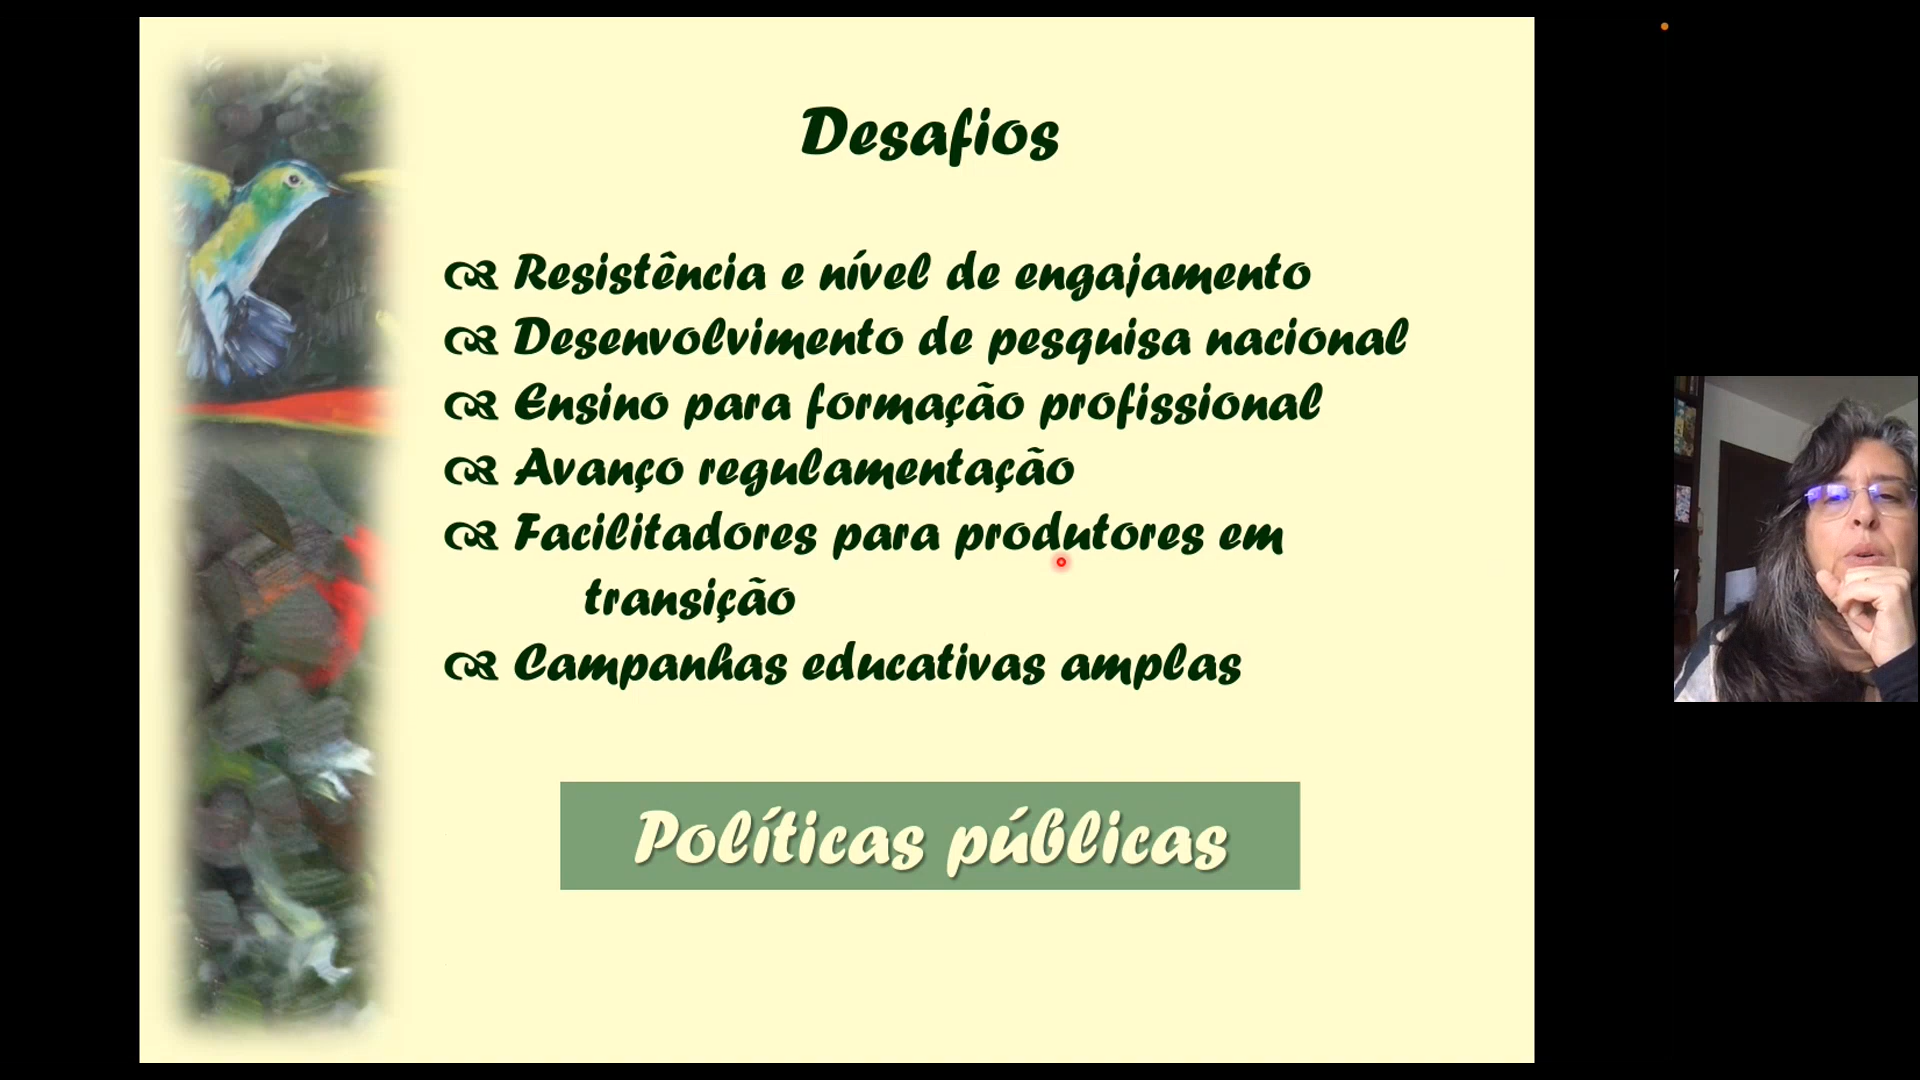 Desafios
Resistência e nível de engajamento
Desenvolvimento de pesquisa nacional
Ensino para formação profissional
Avanço regulamentação
Facilitadores para produtores em
transição
Campanhas educativas amplas
Políticas públicas